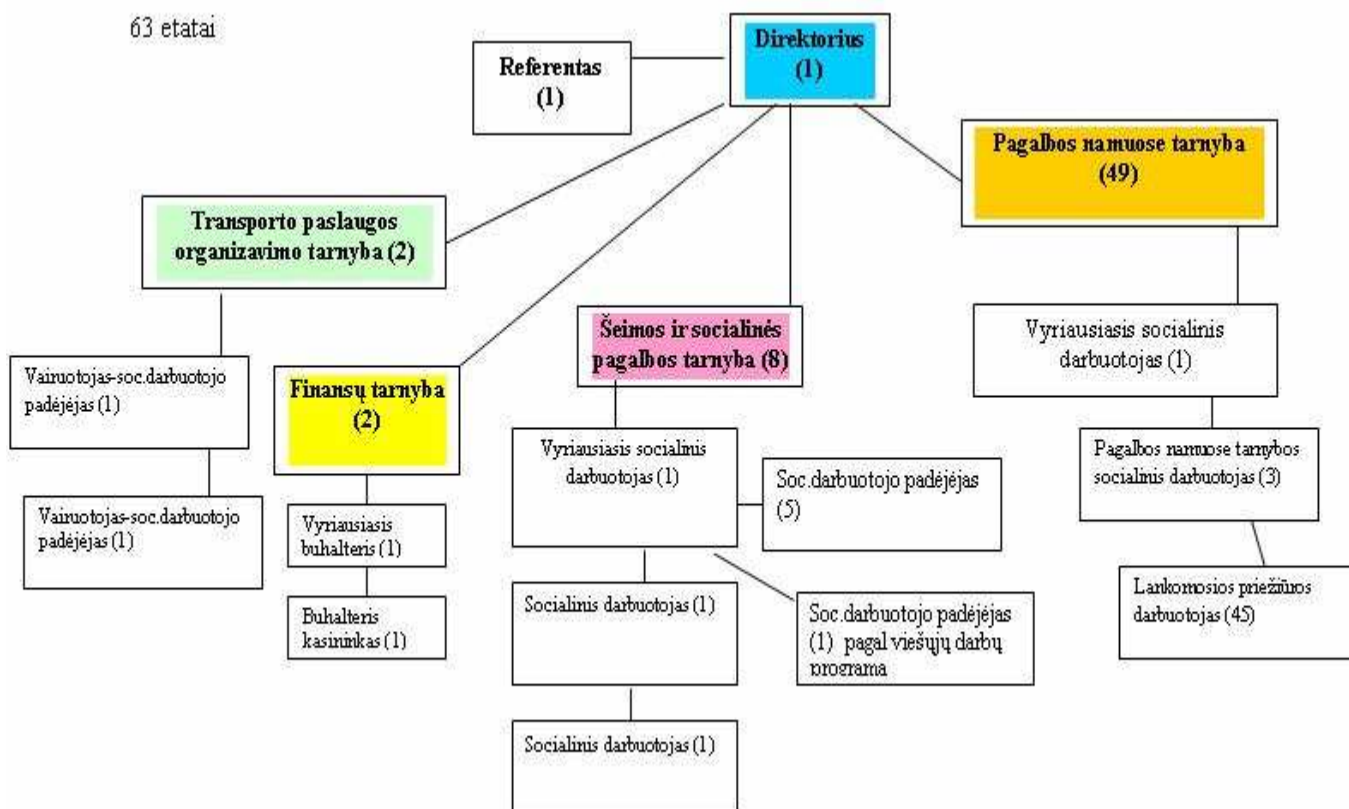 63 etatai
Direktorius
(1)
Referentas
(1)
Pagalbos namuose tarnyba
(49)
Transporto paslaugos
organizavimo tarnyba (2)
Šeimos ir socialinės
pagalbos tarnyba (8)
Finansų tarnyba
(2)
Vyriausiasis socialinis
darbuotojas (1)
Vairuotojas-soc.darbuotojo
padėjėjas (1)
Vairuotojas-soc.darbuotojo
padėjėjas (1)
Vyriausiasis
buhalteris (1)
Buhalteris
kasininkas (1)
Vyriausiasis socialinis
darbuotojas (1)
Soc.darbuotojo padėjėjas
(5)
Socialinis darbuotojas (1)
Soc.darbuotojo padėjėjas
(1) pagal viešųjų darbų
programa
Socialinis darbuotojas (1)
Pagalbos namuose tarnybos
socialinis darbuotojas (3)
Lankomosios priežiūros
darbuotojas (45)